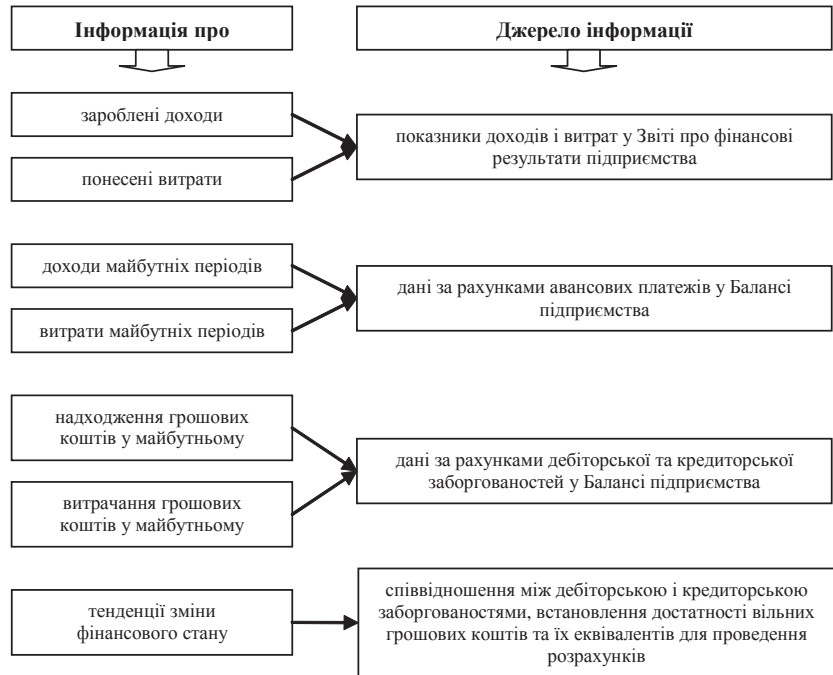 Інформація про
Джерело інформації
зароблені доходи
понесені витрати
показники доходів і витрат у Звіті про фінансові
результати підприємства
доходи майбутніх періодів
витрати майбутніх періодів
дані за рахунками авансових платежів у Балансі
підприємства
надходження грошових
коштів у майбутньому
витрачання грошових
коштів у майбутньому
дані за рахунками дебіторської та кредиторської
заборгованостей у Балансі підприємства
тенденції зміни
фінансового стану
співвідношення між дебіторською і кредиторською
заборгованостями, встановлення достатності вільних
грошових коштів та їх еквівалентів для проведення
розрахунків